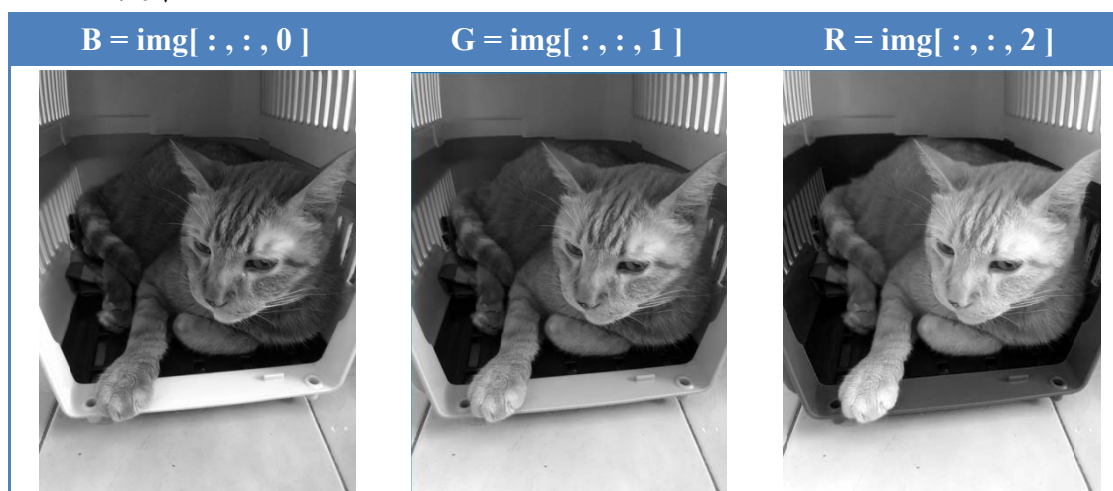 B = img[ : , : , 0 ]
G = img[ : , : , 1 ]
R = img[ : , : , 2 ]